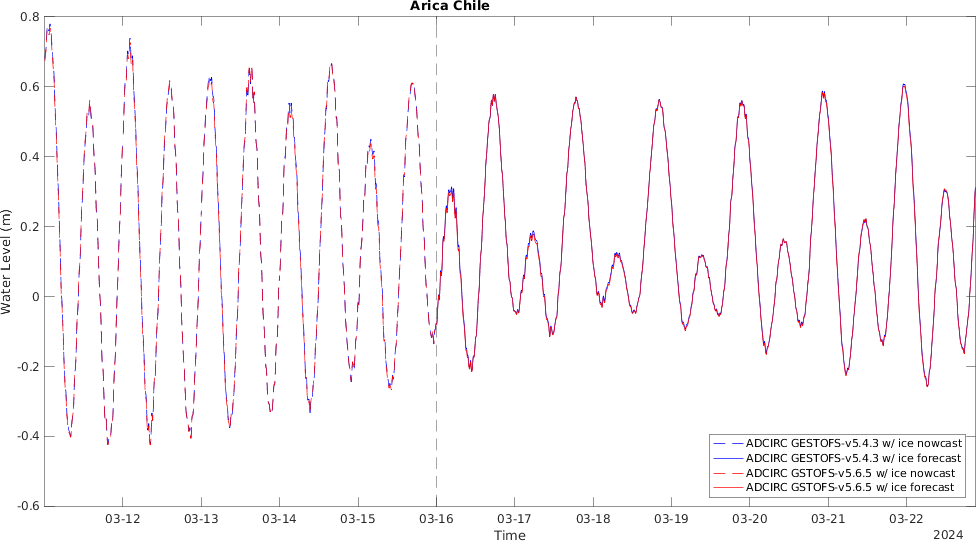 Arica Chile
0.8
0.6
0.4
0.2
0
-0.2
-0.4
-0.6
Water Level (m)
ADCIRC GESTOFS-v5.4.3 w/ ice nowcast
ADCIRC GESTOFS-v5.4.3 w/ ice forecast
ADCIRC GSTOFS-v5.6.5 w/ ice nowcast
ADCIRC GSTOFS-v5.6.5 w/ ice forecast
03-12 03-13 03-14 03-15 03-16 03-17 03-18 03-19 03-20 03-21 03-22
Time
2024